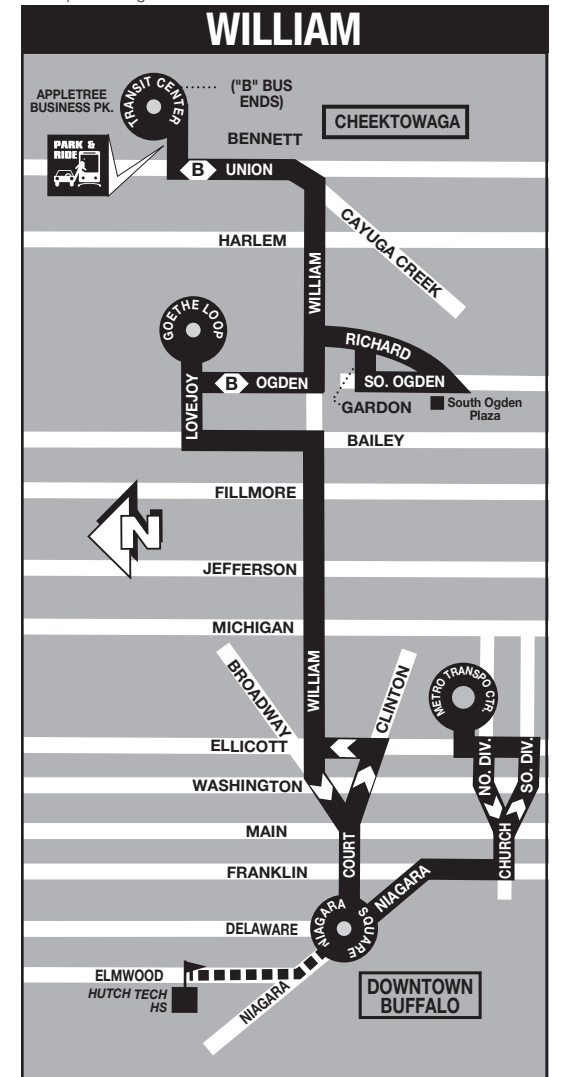 WILLIAM
APPLETREE
BUSINESS PK.
TRANSIT CENTER
("B" BUS
ENDS)
CHEEKTOWAGA
BENNETT
PARK &
RIDE
B
UNION
CAYUGA CREEK
HARLEM
WILLIAM
GOETHE LOOP
RICHARD
B
OGDEN
SO. OGDEN
LOVEJOY
GARDON
South Ogden
Plaza
BAILEY
FILLMORE
N
JEFFERSON
MICHIGAN
BROADWAY
WILLIAM
CLINTON
METRO TRANSPO CTR.
ELLICOTT
NO. DIV.
SO. DIV.
WASHINGTON
MAIN
COURT
CHURCH
FRANKLIN
NIAGARA
NIAGARA SQUARE
DELAWARE
ELMWOOD
HUTCH TECH
HS
NIAGARA
DOWNTOWN
BUFFALO